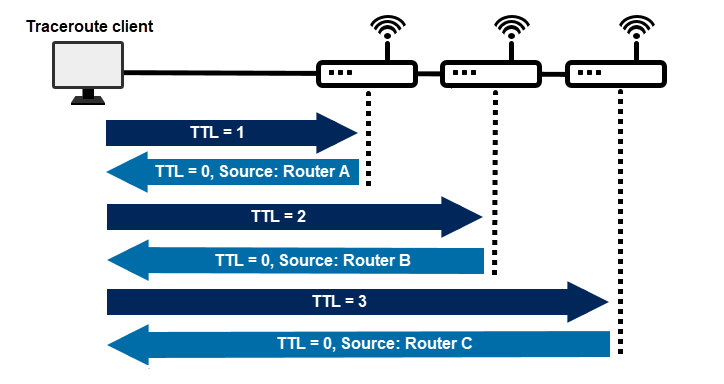 Traceroute client
TTL = 1
TTL = 0, Source: Router A
TTL = 2
TTL = 0, Source: Router B
TTL = 3
TTL = 0, Source: Router C